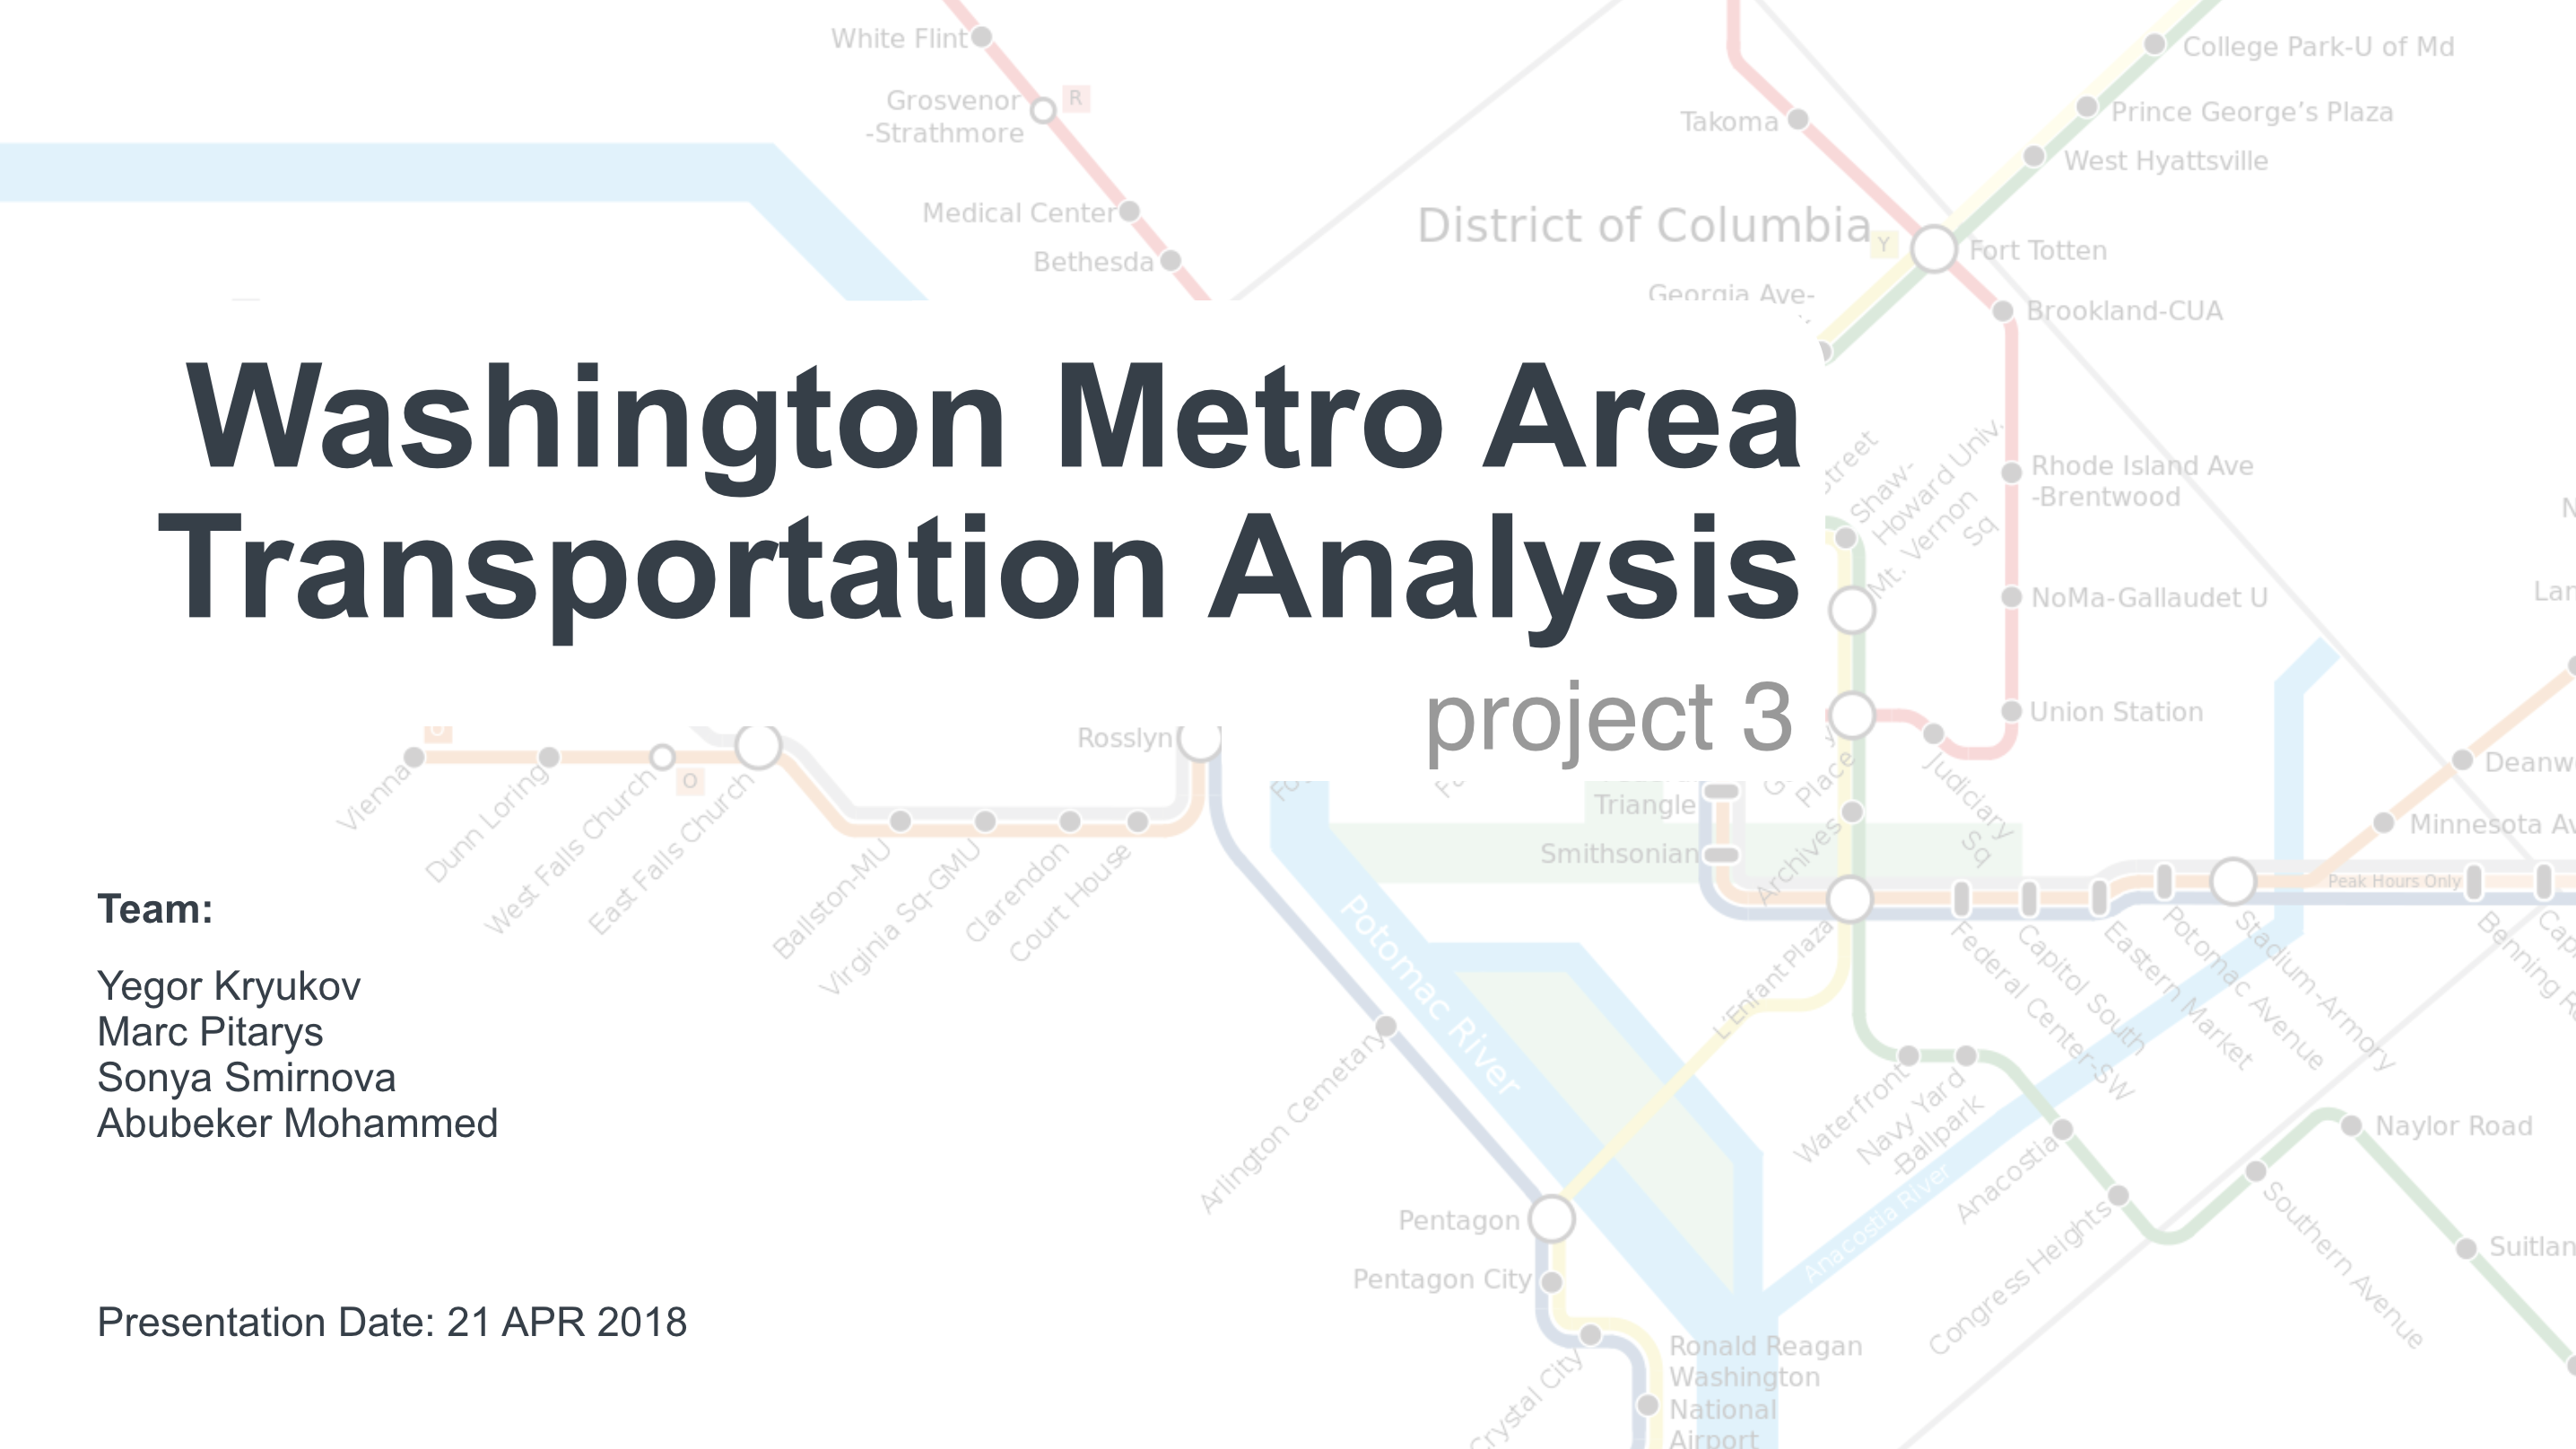 White Flint
Grosvenor
-Strathmore
R
Medical Center
Bethesda
Takoma
College Park-U of Md
Prince George’s Plaza
West Hyattsville
District of Columbia
Y
Fort Totten
Georgia Ave-
Brookland-CUA
Washington Metro Area
Transportation Analysis
project 3
Shaw-
Howard Univ.
Mt. Vernon
Sq
Rhode Island Ave
-Brentwood
NoMa-Gallaudet U
Union Station
Rosslyn
O
Vienna
Dunn Loring
West Falls Church
East Falls Church
Ballston-MU
Virginia Sq-GMU
Clarendon
Court House
Triangle
Smithsonian
Place
Archives
Judiciary
Sq
Minnesota Av
Peak Hours Only
L'Enfant Plaza
Federal Center-SW
Capitol South
Eastern Market
Potomac Avenue
Stadium-Armory
Potomac River
Team:
Yegor Kryukov
Marc Pitarys
Sonya Smirnova
Abubeker Mohammed
Arlington Cemetary
Waterfront
Navy Yard
-Ballpark
Anacostia
Anacostia River
Congress Heights
Naylor Road
Southern Avenue
Pentagon
Pentagon City
Crystal City
Ronald Reagan
Washington
National
Airport
Presentation Date: 21 APR 2018